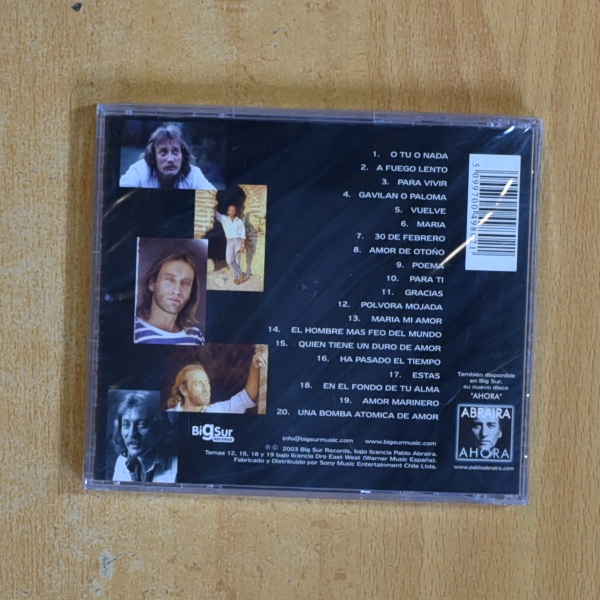 1. O TU O NADA
2. A FUEGO LENTO
3. PARA VIVIR
4. GAVILAN O PALOMA
5. VUELVE
6. MARIA
7. 30 DE FEBRERO
8. AMOR DE OTOÑO
9. POEMA
10. PARA TI
11. GRACIAS
12. POLVORA MOJADA
13. MARIA MI AMOR
14. EL HOMBRE MAS FEO DEL MUNDO
15. QUIEN TIENE UN DURO DE AMOR
16. HA PASADO EL TIEMPO
17. ESTAS
18. EN EL FONDO DE TU ALMA
19. AMOR MARINERO
20. UNA BOMBA ATOMICA DE AMOR
También disponible
en Big Sur,
su nuevo disco
"AHORA"
ABRAIRA
AHORA
www.pabloabraira.com
BigSur
info@bigsurmusic.com www.bigsurmusic.com
℗ © 2003 Big Sur Records, bajo licencia Pablo Abraira.
Temas 12, 15, 18 y 19 bajo licencia Dro East West (Warner Music España).
Fabricado y Distribuido por Sony Music Entertainment Chile Ltda.